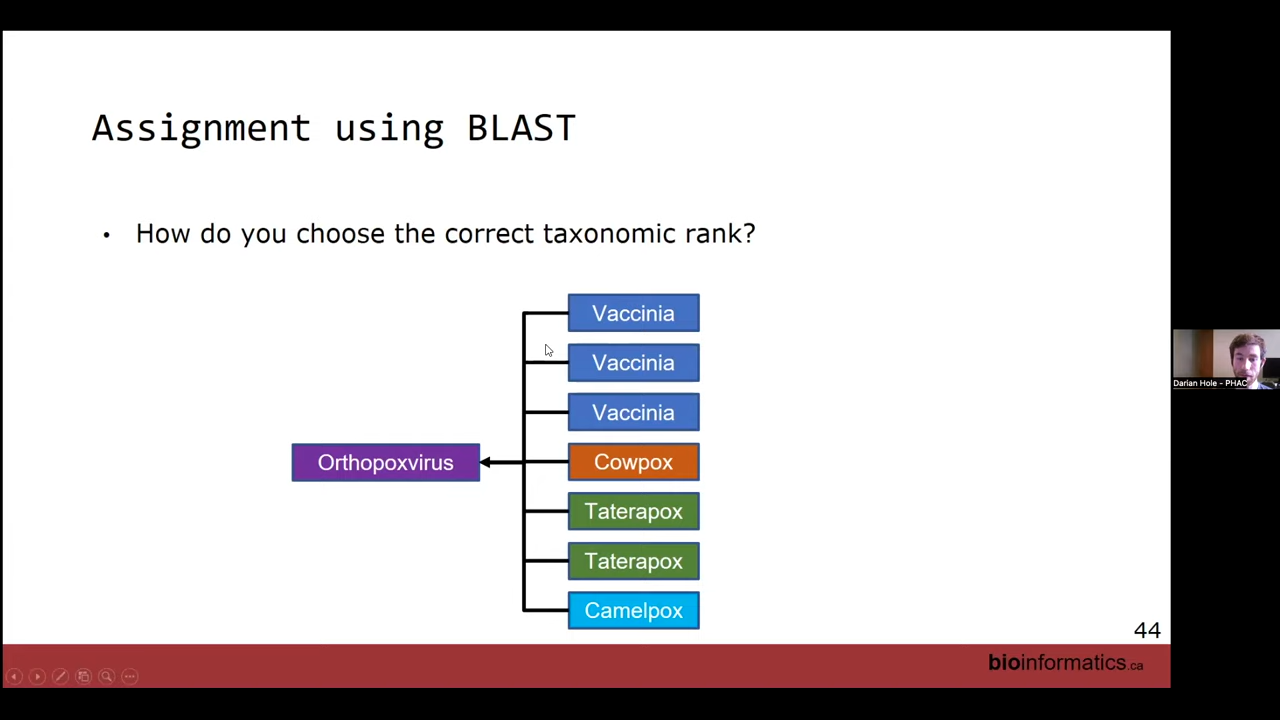 Assignment using BLAST
• How do you choose the correct taxonomic rank?
Vaccinia
Vaccinia
Vaccinia
Orthopoxvirus
Cowpox
Taterapox
Taterapox
Camelpox
44
bioinformatics.ca
Darian Hole - PHAC